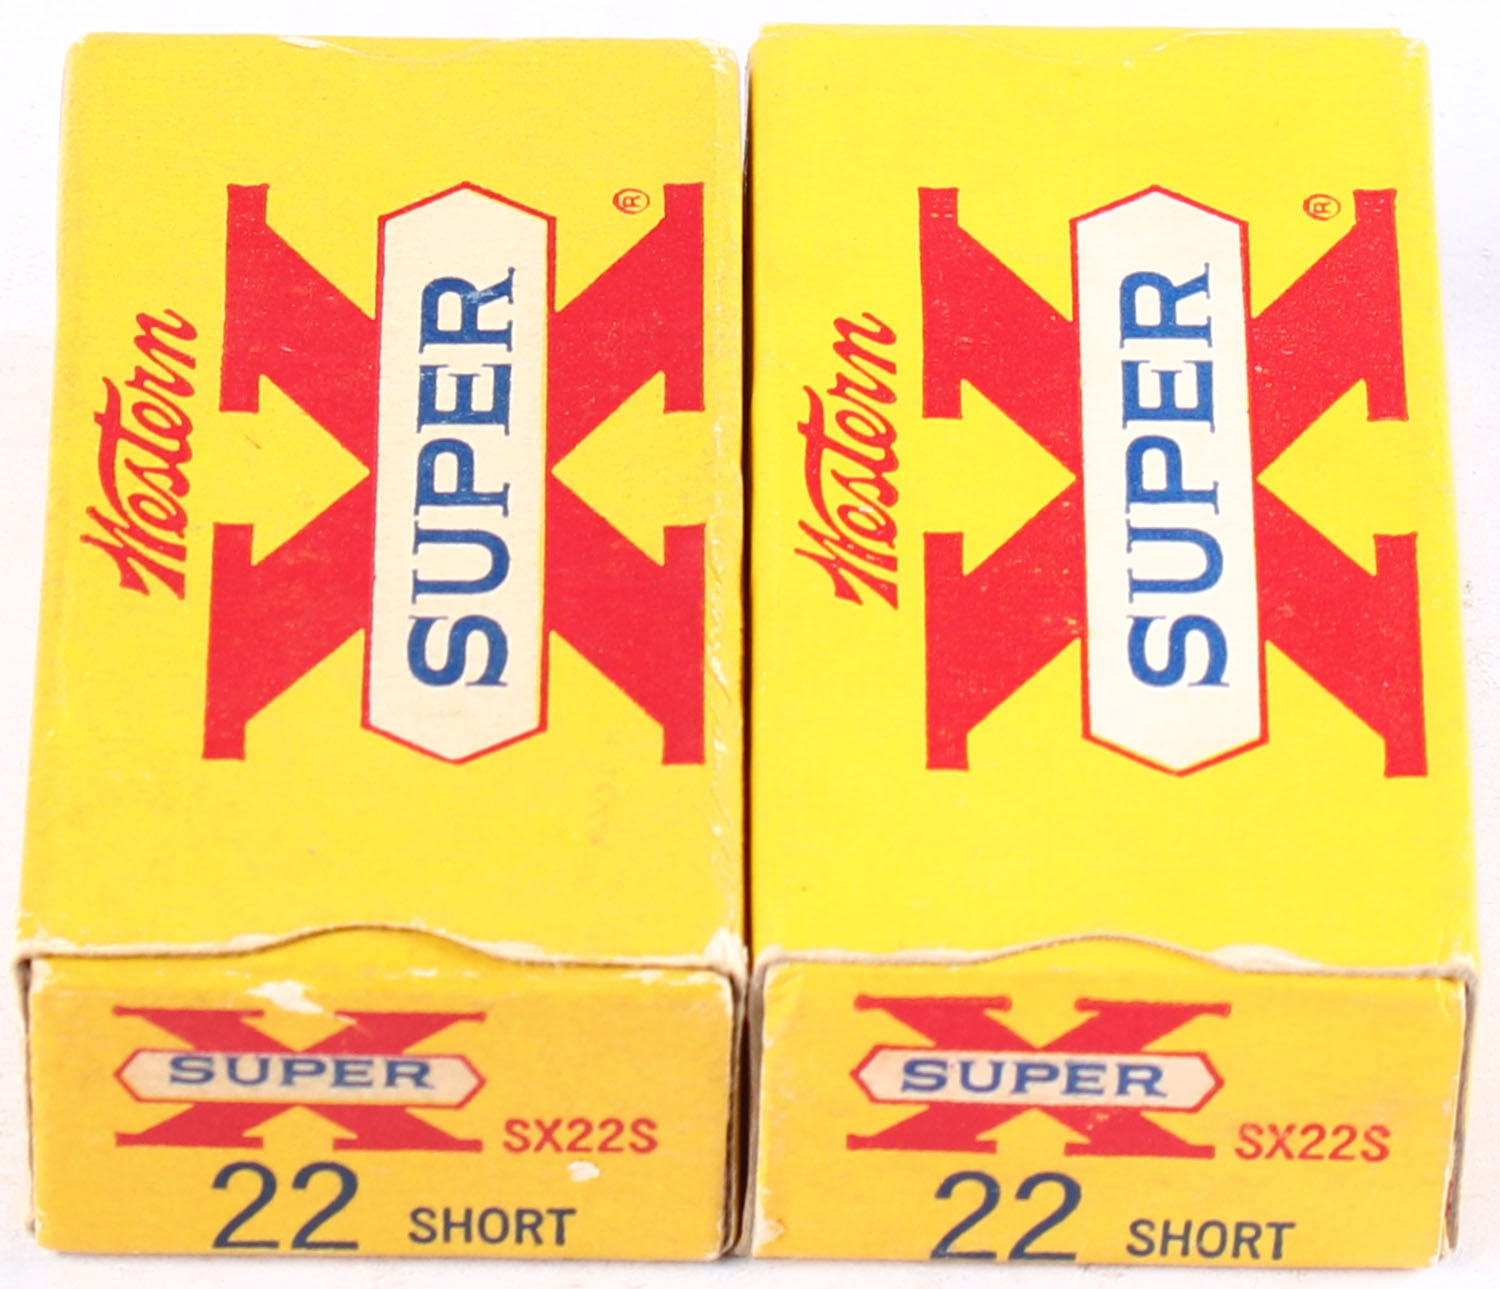 Western
SUPER X ®
Western
SUPER X ®
SUPER X
SX22S
22 SHORT
SUPER X
SX22S
22 SHORT